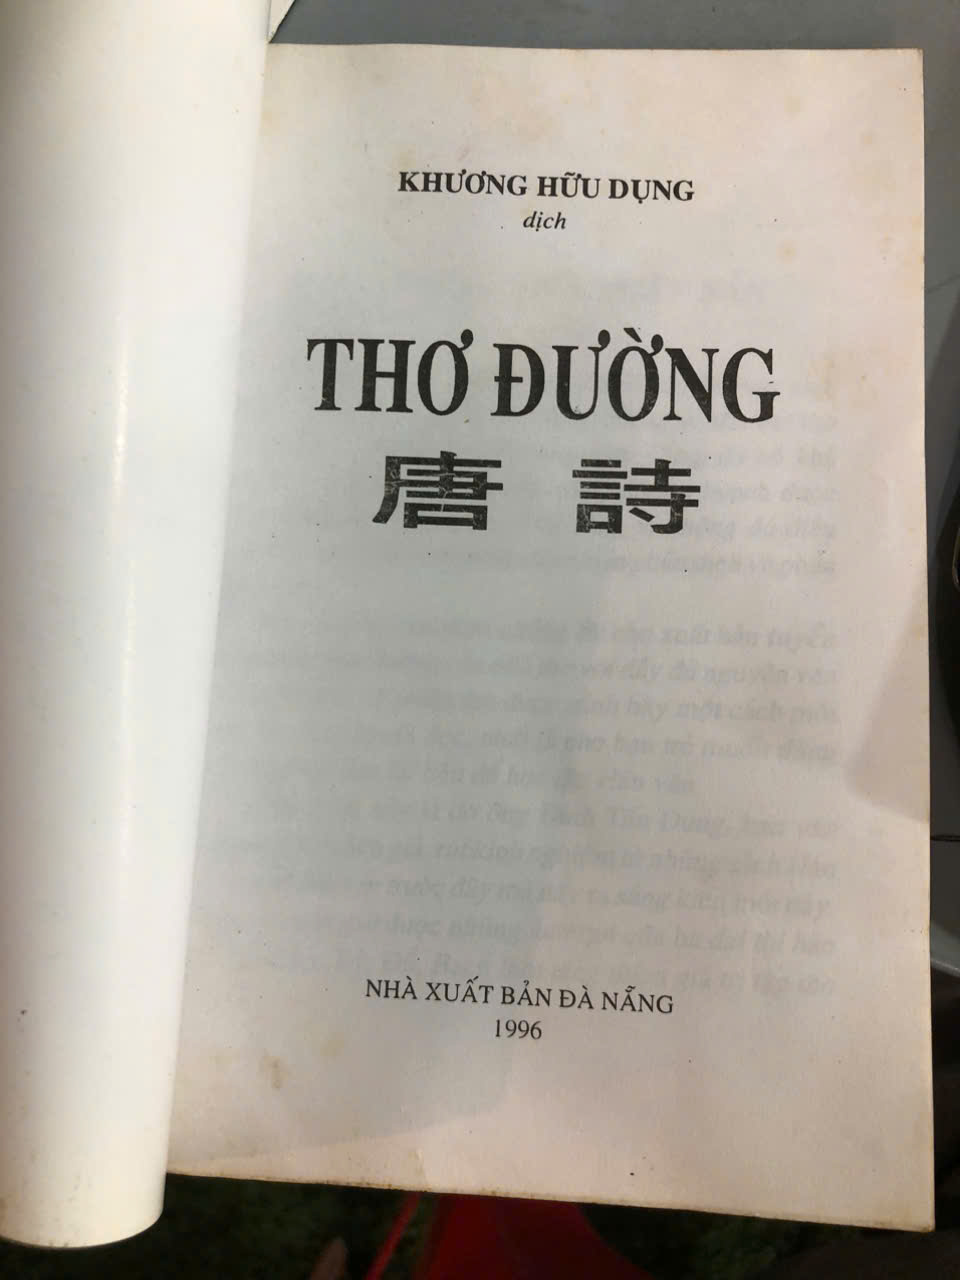 KHƯƠNG HỮU DỤNG
dịch
THƠ ĐƯỜNG
唐 詩
NHÀ XUẤT BẢN ĐÀ NẴNG
1996